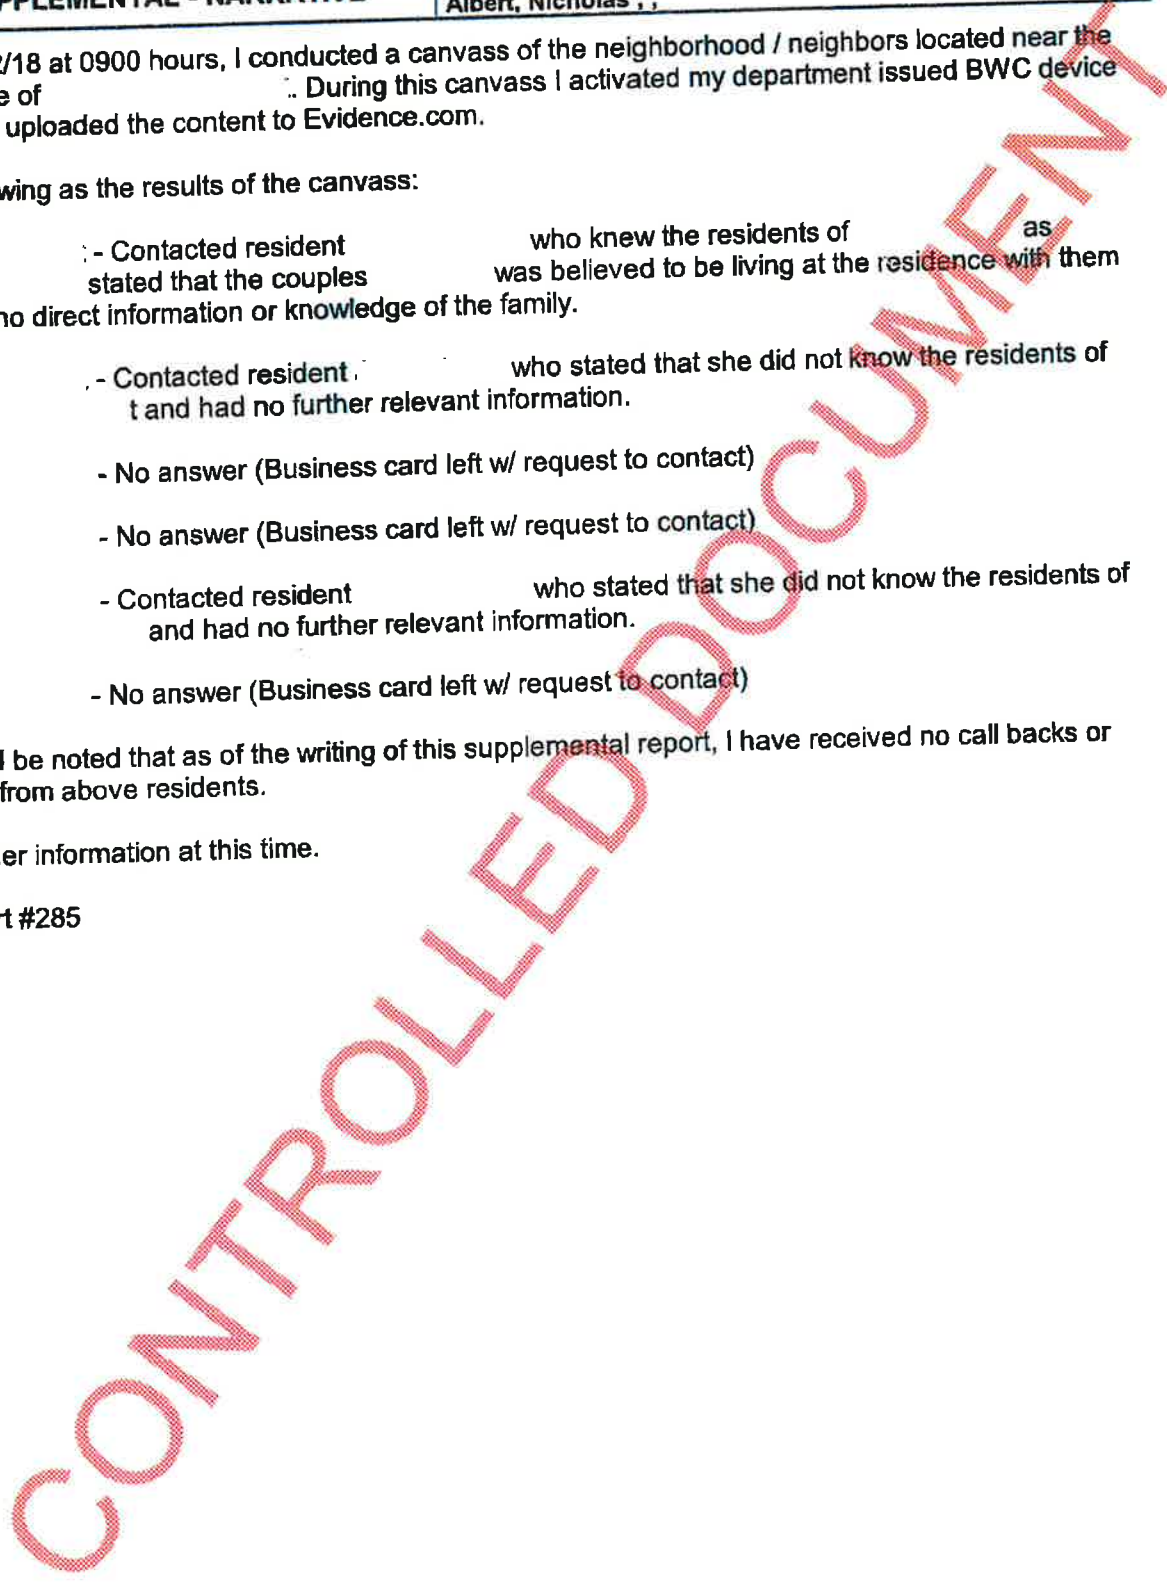 PPLEMENTAL - NARRATIVE Albert, Nicholas , ,
2/18 at 0900 hours, I conducted a canvass of the neighborhood / neighbors located near the
e of :. During this canvass I activated my department issued BWC device
uploaded the content to Evidence.com.
wing as the results of the canvass:
: - Contacted resident who knew the residents of as
stated that the couples was believed to be living at the residence with them
no direct information or knowledge of the family.
. - Contacted resident . who stated that she did not know the residents of
t and had no further relevant information.
- No answer (Business card left w/ request to contact)
- No answer (Business card left w/ request to contact)
- Contacted resident who stated that she did not know the residents of
and had no further relevant information.
- No answer (Business card left w/ request to contact)
l be noted that as of the writing of this supplemental report, I have received no call backs or
from above residents.
er information at this time.
rt #285
CONTROLLED DOCUMENT